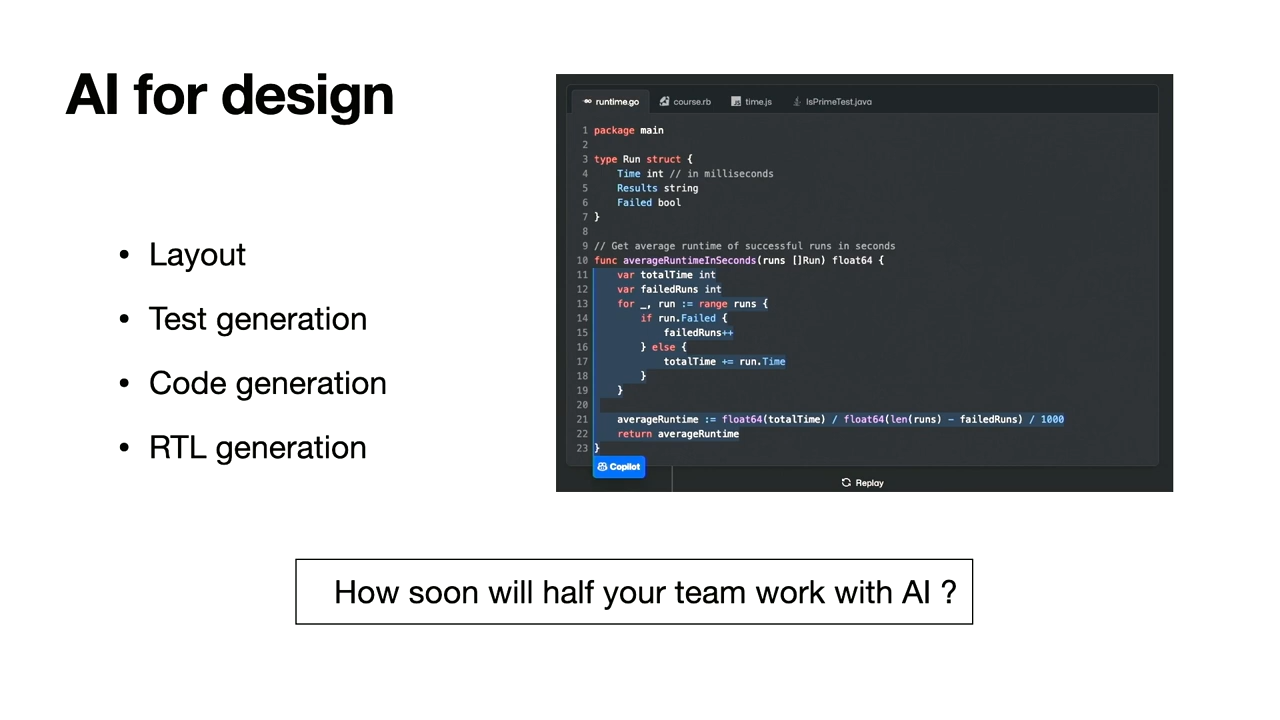 AI for design
• Layout
• Test generation
• Code generation
• RTL generation
runtime.go course.rb time.js IsPrimeTest.java
1 package main
2
3 type Run struct {
4     Time int // in milliseconds
5     Results string
6     Failed bool
7 }
8
9 // Get average runtime of successful runs in seconds
10 func averageRuntimeInSeconds(runs []Run) float64 {
11     var totalTime int
12     var failedRuns int
13     for _, run := range runs {
14         if run.Failed {
15             failedRuns++
16         } else {
17             totalTime += run.Time
18         }
19     }
20
21     averageRuntime := float64(totalTime) / float64(len(runs) - failedRuns) / 1000
22     return averageRuntime
23 }
Copilot
Replay
How soon will half your team work with AI ?